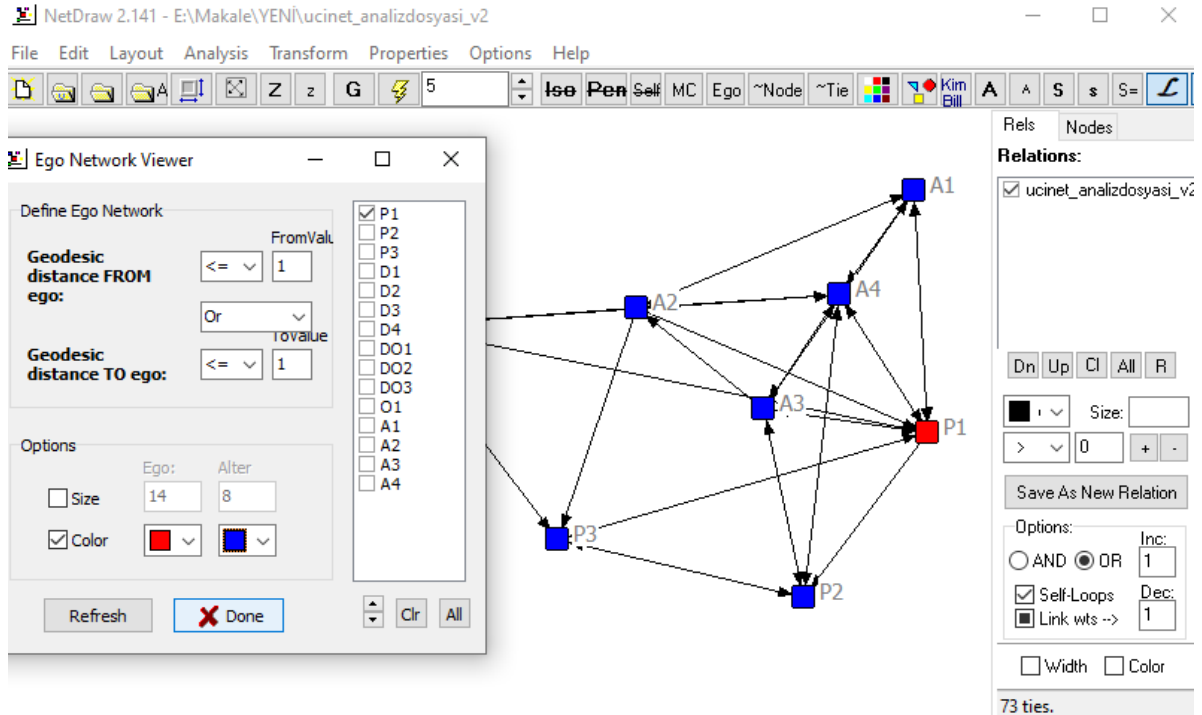 NetDraw 2.141 - E:\Makale\YENİ\ucinet_analizdosyasi_v2
File Edit Layout Analysis Transform Properties Options Help
A Z z G 5 Iso Pen Self MC Ego ~Node ~Tie Kim Bill A A S s S= L
Ego Network Viewer
Define Ego Network
FromValu
Geodesic
distance FROM
ego:
<= 1
Or
ToValue
Geodesic
distance TO ego:
<= 1
Options
Ego: Alter
Size 14 8
Color
Refresh
Done
P1
P2
P3
D1
D2
D3
D4
DO1
DO2
DO3
O1
A1
A2
A3
A4
Clr All
A1
A4
A2
A3
P1
P3
P2
Rels Nodes
Relations:
ucinet_analizdosyasi_v2
Dn Up Cl All R
Size:
> 0 + -
Save As New Relation
Options:
Inc:
AND OR 1
Self-Loops Dec:
Link wts --> 1
Width Color
73 ties.